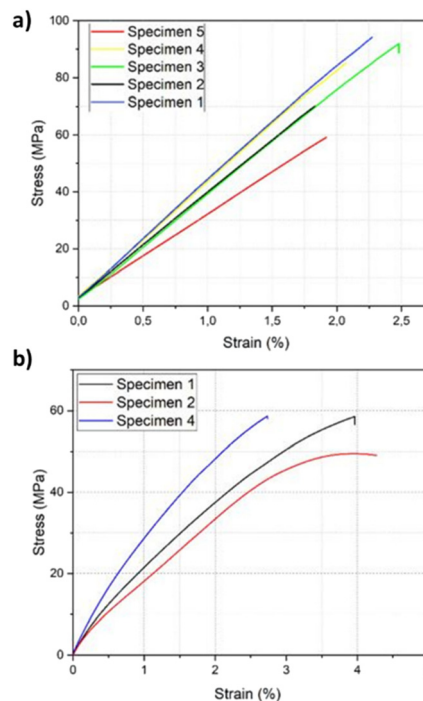 a)
100
80
60
40
20
0
Stress (MPa)
Specimen 5
Specimen 4
Specimen 3
Specimen 2
Specimen 1
0,0 0,5 1,0 1,5 2,0 2,5
Strain (%)
b)
60
40
20
0
Stress (MPa)
Specimen 1
Specimen 2
Specimen 4
0 1 2 3 4
Strain (%)